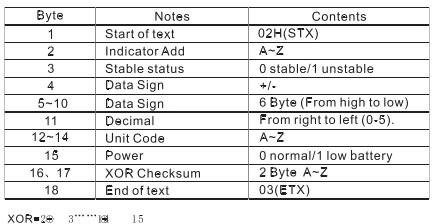 Byte Notes Contents
1 Start of text 02H(STX)
2 Indicator Add A~Z
3 Stable status 0 stable/1 unstable
4 Data Sign +/-
5~10 Data Sign 6 Byte (From high to low)
11 Decimal From right to left (0-5).
12~14 Unit Code A~Z
15 Power 0 normal/1 low battery
16、17 XOR Checksum 2 Byte A~Z
18 End of text 03(ETX)
XOR=2⊕ 3······ 15